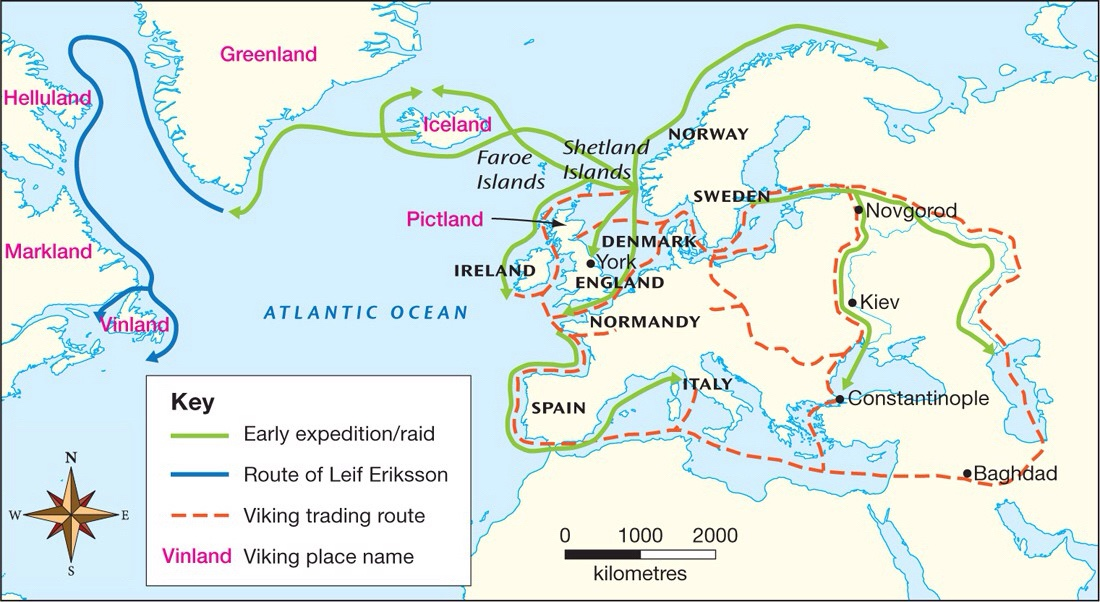 Greenland
Helluland
Iceland
NORWAY
Shetland
Islands
Faroe
Islands
SWEDEN
Novgorod
Pictland
DENMARK
Markland
York
IRELAND
ENGLAND
Kiev
ATLANTIC OCEAN
Vinland
NORMANDY
ITALY
Constantinople
SPAIN
Baghdad
Key
Early expedition/raid
Route of Leif Eriksson
Viking trading route
Vinland Viking place name
N
W E
S
0 1000 2000
kilometres